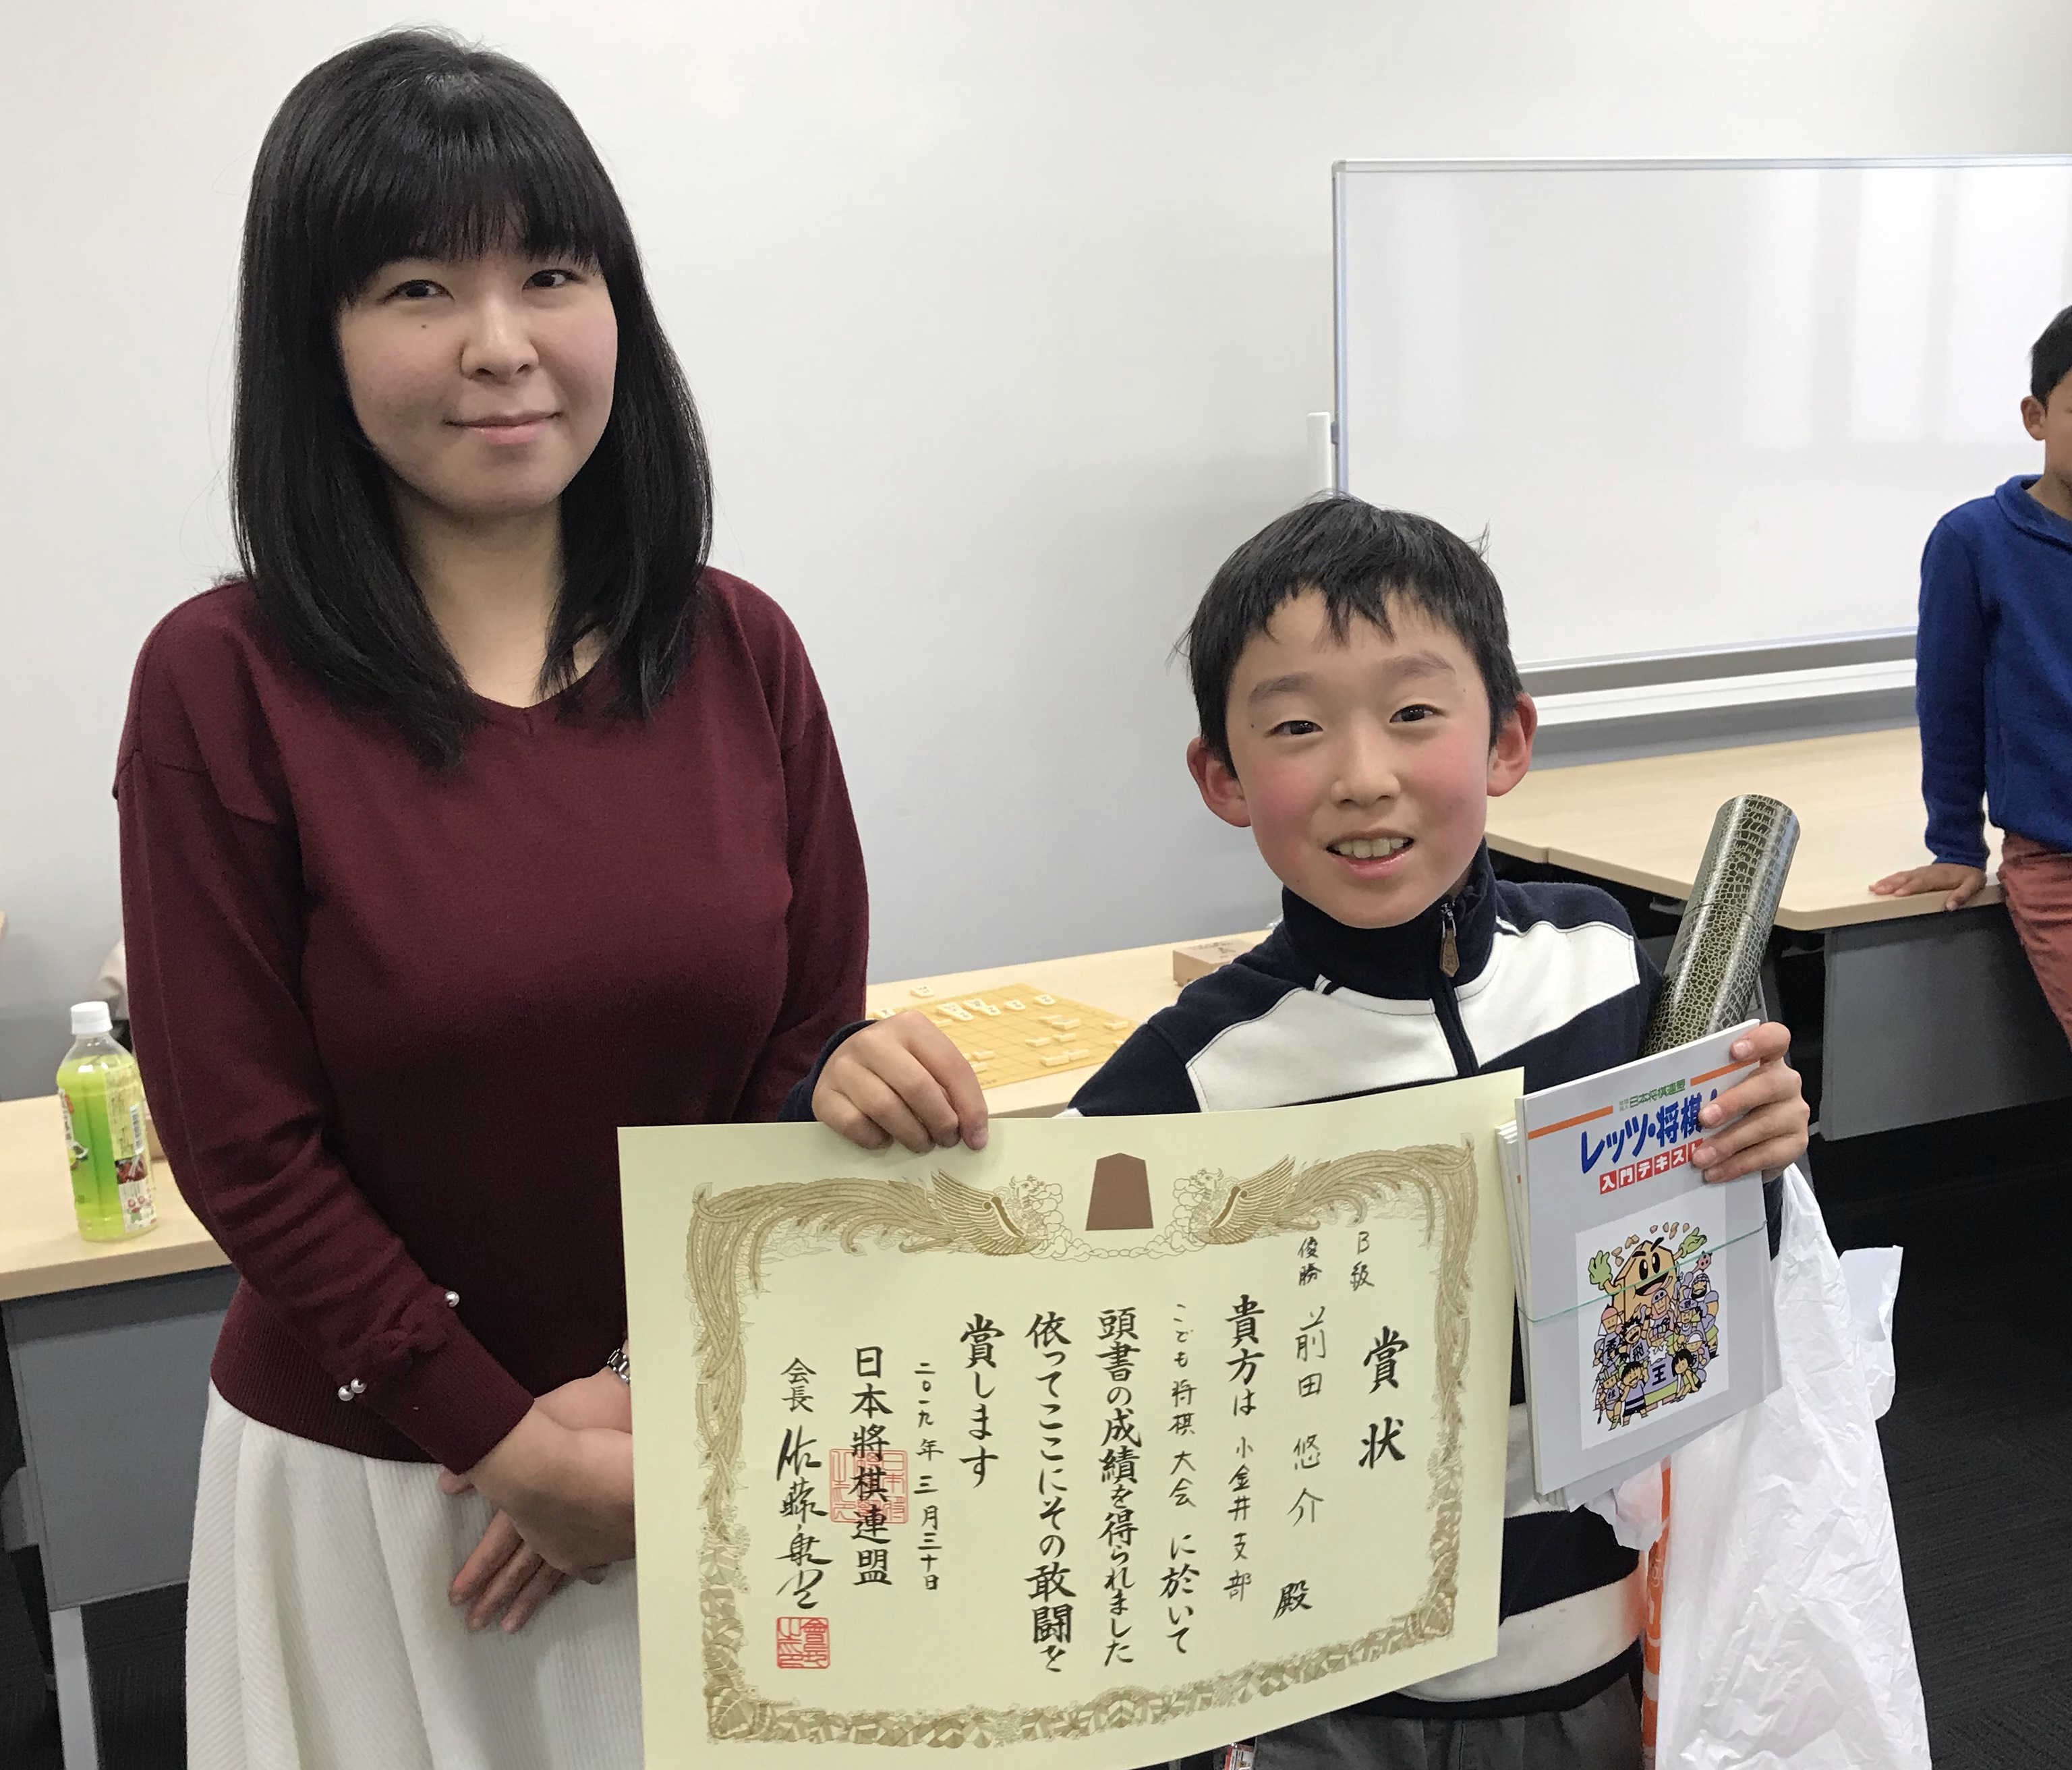 賞状
B級
優勝 前田悠介 殿
貴方は小金井支部
こども将棋大会に於いて
頭書の成績を得られました
依ってここにその敢闘を
賞します
二〇一九年三月三十日
日本將棋連盟
会長 佐藤康光
日本将棋連盟
レッツ・将棋
入門テキスト
王